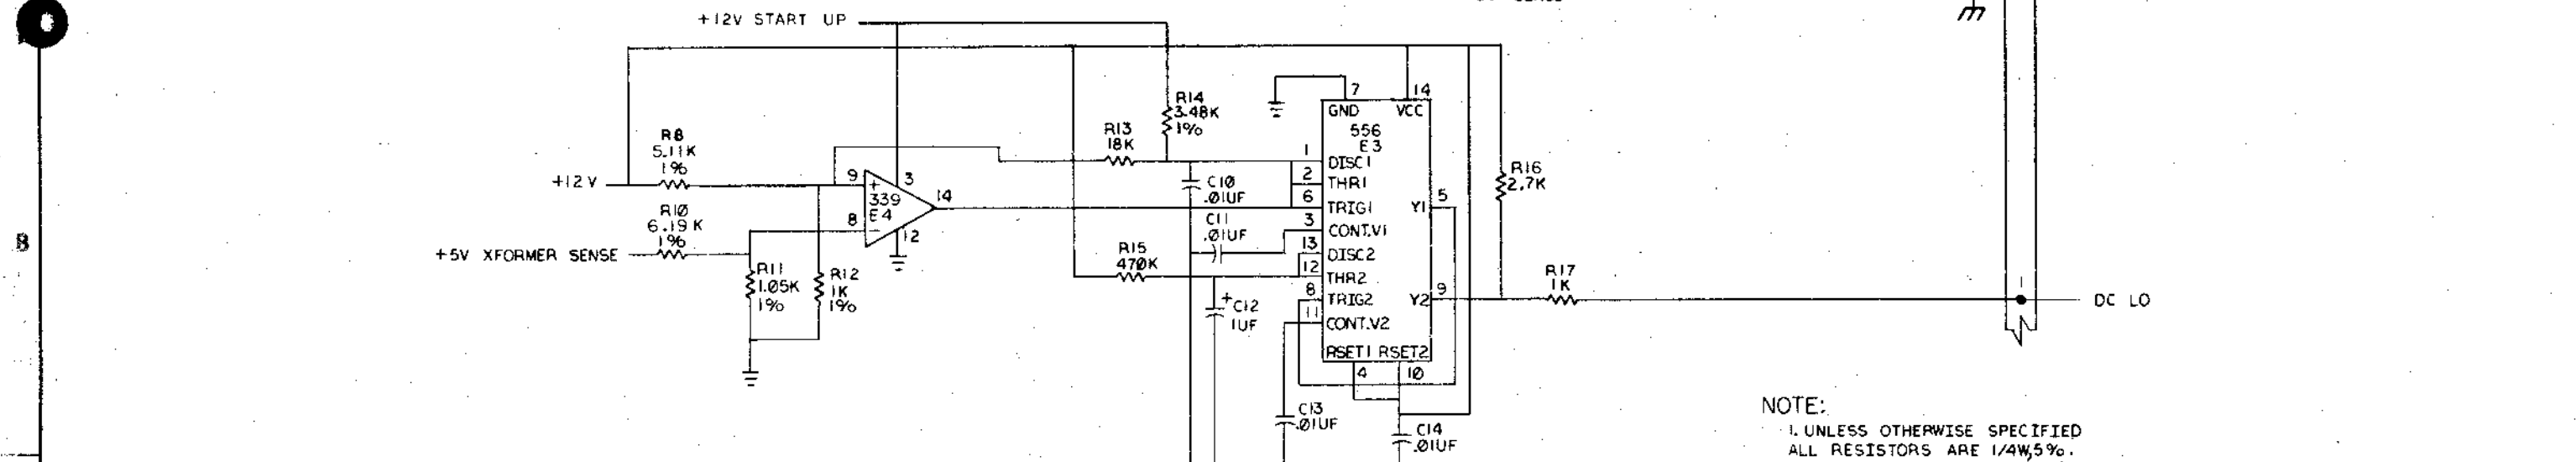 +12V START UP
R14
3.48K
1%
7
14
GND
VCC
R13
18K
556
E3
R8
5.11K
1%
1
DISC1
+12V
9
+
3
339
E4
14
C10
.01UF
2
THR1
R16
2.7K
R10
6.19K
1%
8
-
12
6
TRIG1
Y1
5
C11
.01UF
3
CONT.V1
+5V XFORMER SENSE
R15
470K
13
DISC2
12
THR2
R11
1.05K
1%
R12
1K
1%
R17
1K
+
C12
1UF
8
TRIG2
Y2
9
1
DC LO
11
CONT.V2
B
RSET1
RSET2
4
10
C13
.01UF
C14
.01UF
NOTE:
1. UNLESS OTHERWISE SPECIFIED
ALL RESISTORS ARE 1/4W,5%.